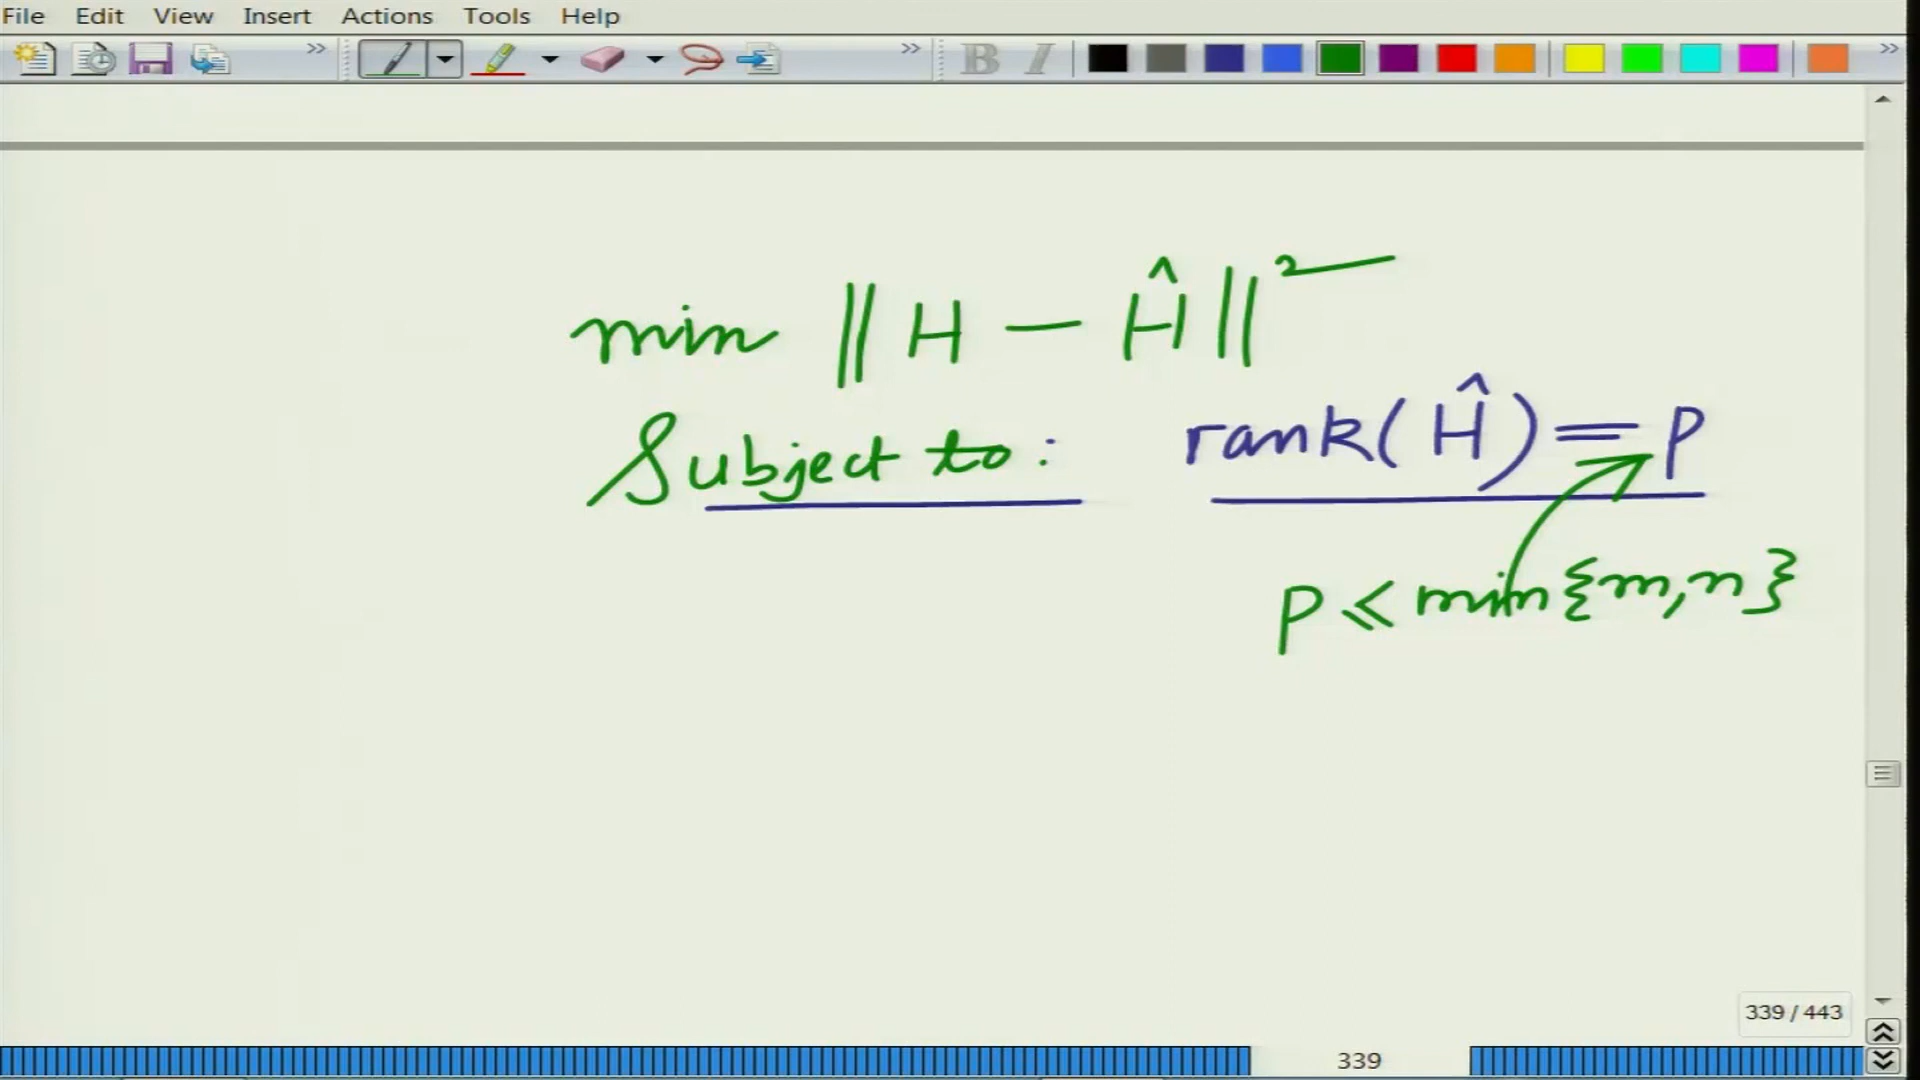 File Edit View Insert Actions Tools Help
B I
min || H - Ĥ ||²
Subject to: rank(Ĥ) = p
p ≪ min{m,n}
339 / 443
339